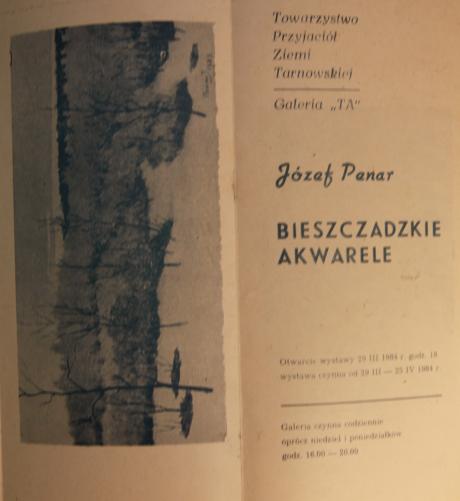 Towarzystwo
Przyjaciół
Ziemi
Tarnowskiej
Galeria „TA"
Józef Penar
BIESZCZADZKIE
AKWARELE
Otwarcie wystawy 29 III 1984 r. godz. 18
wystawa czynna od 29 III — 25 IV 1984 r.
Galeria czynna codziennie
oprócz niedziel i poniedziałków
godz. 16.00 — 20.00